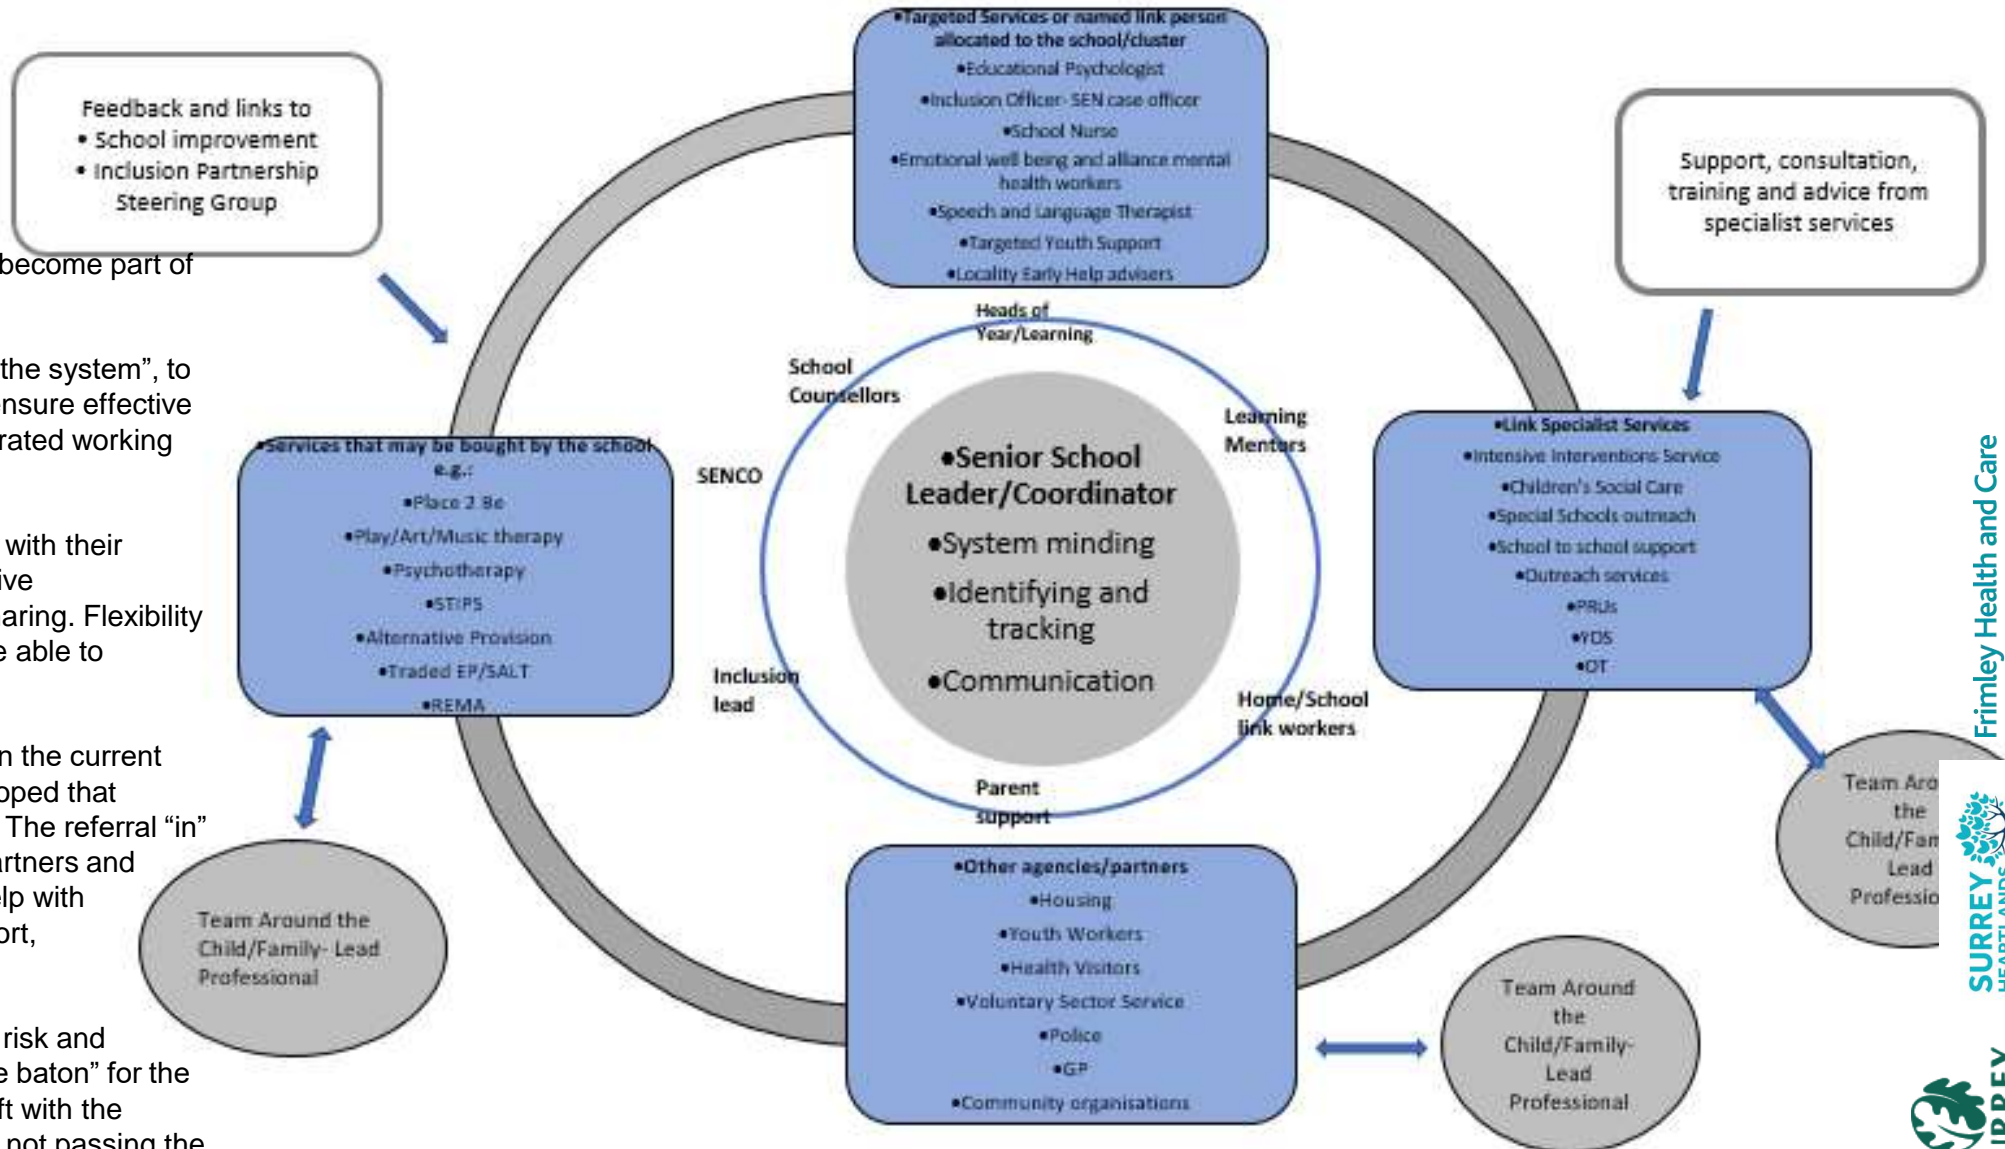 •Targeted Services or named link person
allocated to the school/cluster
•Educational Psychologist
•Inclusion Officer- SEN case officer
•School Nurse
•Emotional well being and alliance mental
health workers
•Speech and Language Therapist
•Targeted Youth Support
•Locality Early Help advisers
Feedback and links to
• School improvement
• Inclusion Partnership
Steering Group
Support, consultation,
training and advice from
specialist services
become part of
the system”, to
ensure effective
rated working
with their
ive
aring. Flexibility
e able to
n the current
oped that
The referral “in”
artners and
elp with
ort,
risk and
e baton” for the
ft with the
not passing the
•Services that may be bought by the school
e.g.:
•Place 2 Be
•Play/Art/Music therapy
•Psychotherapy
•STIPS
•Alternative Provision
•Traded EP/SALT
•REMA
Heads of
Year/Learning
School
Counsellors
Learning
Mentors
SENCO
Inclusion
lead
Home/School
link workers
Parent
support
•Senior School
Leader/Coordinator
•System minding
•Identifying and
tracking
•Communication
•Link Specialist Services
•Intensive Interventions Service
•Children's Social Care
•Special Schools outreach
•School to school support
•Outreach services
•PRUs
•YOS
•OT
•Other agencies/partners
•Housing
•Youth Workers
•Health Visitors
•Voluntary Sector Service
•Police
•GP
•Community organisations
Team Around the
Child/Family- Lead
Professional
Team Around
the
Child/Family-
Lead
Professional
Team Aro
the
Child/Fam
Lead
Professio
Frimley Health and Care
SURREY
HEARTLANDS